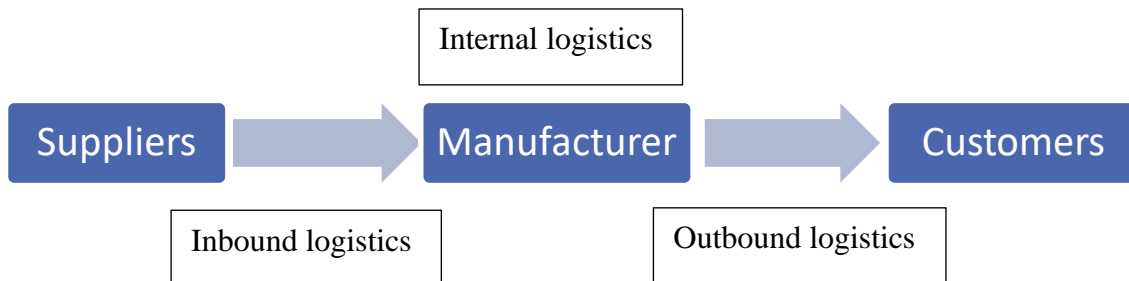 Internal logistics
Suppliers
Manufacturer
Customers
Inbound logistics
Outbound logistics